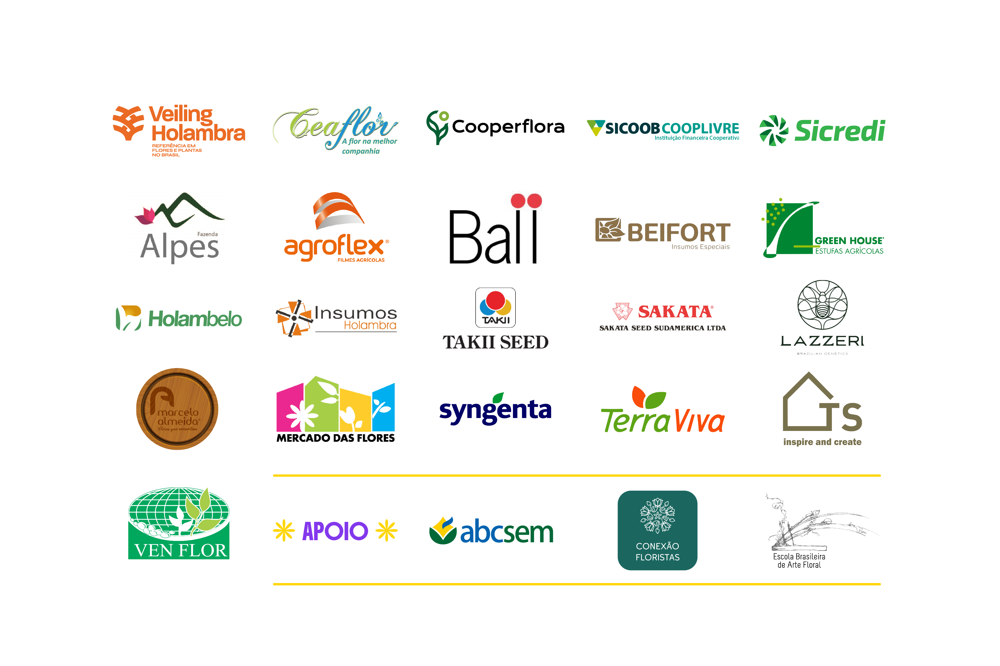 Veiling
Holambra
REFERÊNCIA EM
FLORES E PLANTAS
NO BRASIL
Ceaflor
A flor na melhor
companhia
Cooperflora
SICOOB COOPLIVRE
Instituição Financeira Cooperativa
Sicredi
Fazenda
Alpes
agroflex®
FILMES AGRÍCOLAS
Ball
BEIFORT
Insumos Especiais
GREEN HOUSE
ESTUFAS AGRÍCOLAS
Holambelo
Insumos
Holambra
TAKII
TAKII SEED
SAKATA®
SAKATA SEED SUDAMERICA LTDA
LAZZERI
BRAZILIAN GENETICS
marcelo
almeida®
flores que encantam
MERCADO DAS FLORES
syngenta
Terra Viva
TS
inspire and create
VEN FLOR
APOIO
abcsem
CONEXÃO
FLORISTAS
Escola Brasileira
de Arte Floral